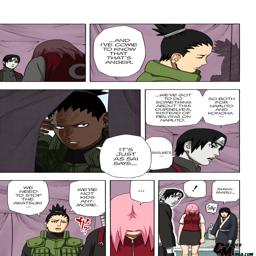 ...AND
I'VE COME
TO KNOW
THAT
THAT'S
ANGER.
SO BOTH
FOR
NARUTO
AND
KONOHA
...WE'VE GOT
TO DO
SOMETHING
ABOUT THIS
OURSELVES
INSTEAD OF
RELYING ON
NARUTO.
IT'S
JUST
AS SAI
SAYS...
...
!
SHIKA-
MARU...
...
WE'RE
NOT KIDS
ANY-
MORE.
WE
NEED TO
STOP THE
AKATSUKI